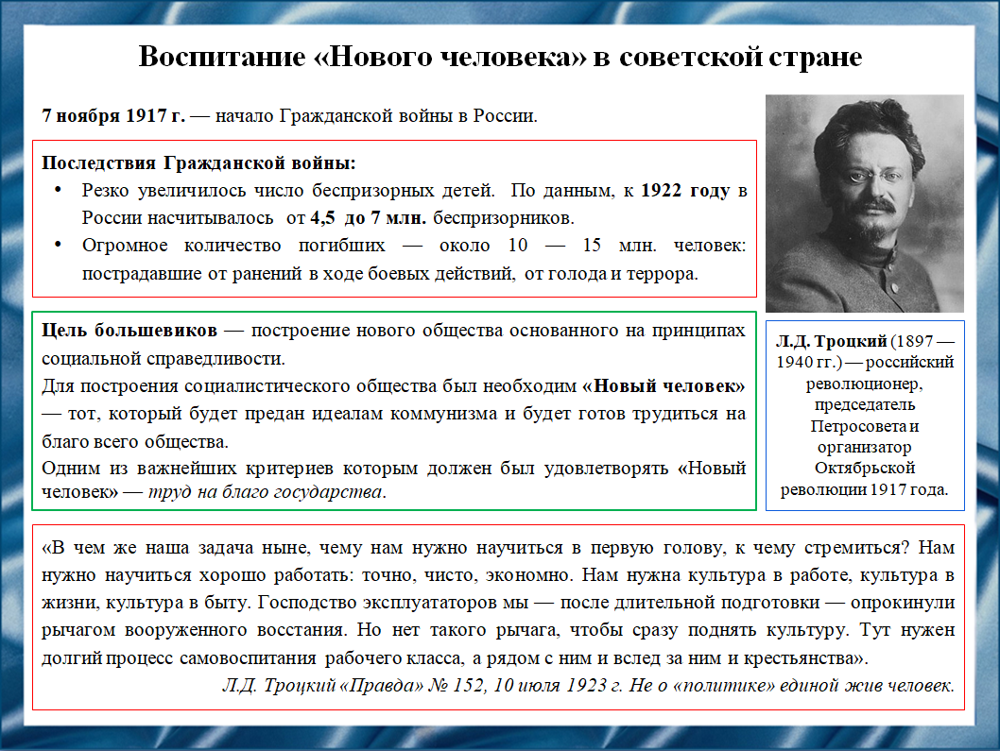 Воспитание «Нового человека» в советской стране
7 ноября 1917 г. — начало Гражданской войны в России.
Последствия Гражданской войны:
• Резко увеличилось число беспризорных детей. По данным, к 1922 году в
России насчитывалось от 4,5 до 7 млн. беспризорников.
• Огромное количество погибших — около 10 — 15 млн. человек:
пострадавшие от ранений в ходе боевых действий, от голода и террора.
Цель большевиков — построение нового общества основанного на принципах
социальной справедливости.
Для построения социалистического общества был необходим «Новый человек»
— тот, который будет предан идеалам коммунизма и будет готов трудиться на
благо всего общества.
Одним из важнейших критериев которым должен был удовлетворять «Новый
человек» — труд на благо государства.
Л.Д. Троцкий (1897 —
1940 гг.) — российский
революционер,
председатель
Петросовета и
организатор
Октябрьской
революции 1917 года.
«В чем же наша задача ныне, чему нам нужно научиться в первую голову, к чему стремиться? Нам
нужно научиться хорошо работать: точно, чисто, экономно. Нам нужна культура в работе, культура в
жизни, культура в быту. Господство эксплуататоров мы — после длительной подготовки — опрокинули
рычагом вооруженного восстания. Но нет такого рычага, чтобы сразу поднять культуру. Тут нужен
долгий процесс самовоспитания рабочего класса, а рядом с ним и вслед за ним и крестьянства».
Л.Д. Троцкий «Правда» № 152, 10 июля 1923 г. Не о «политике» единой жив человек.